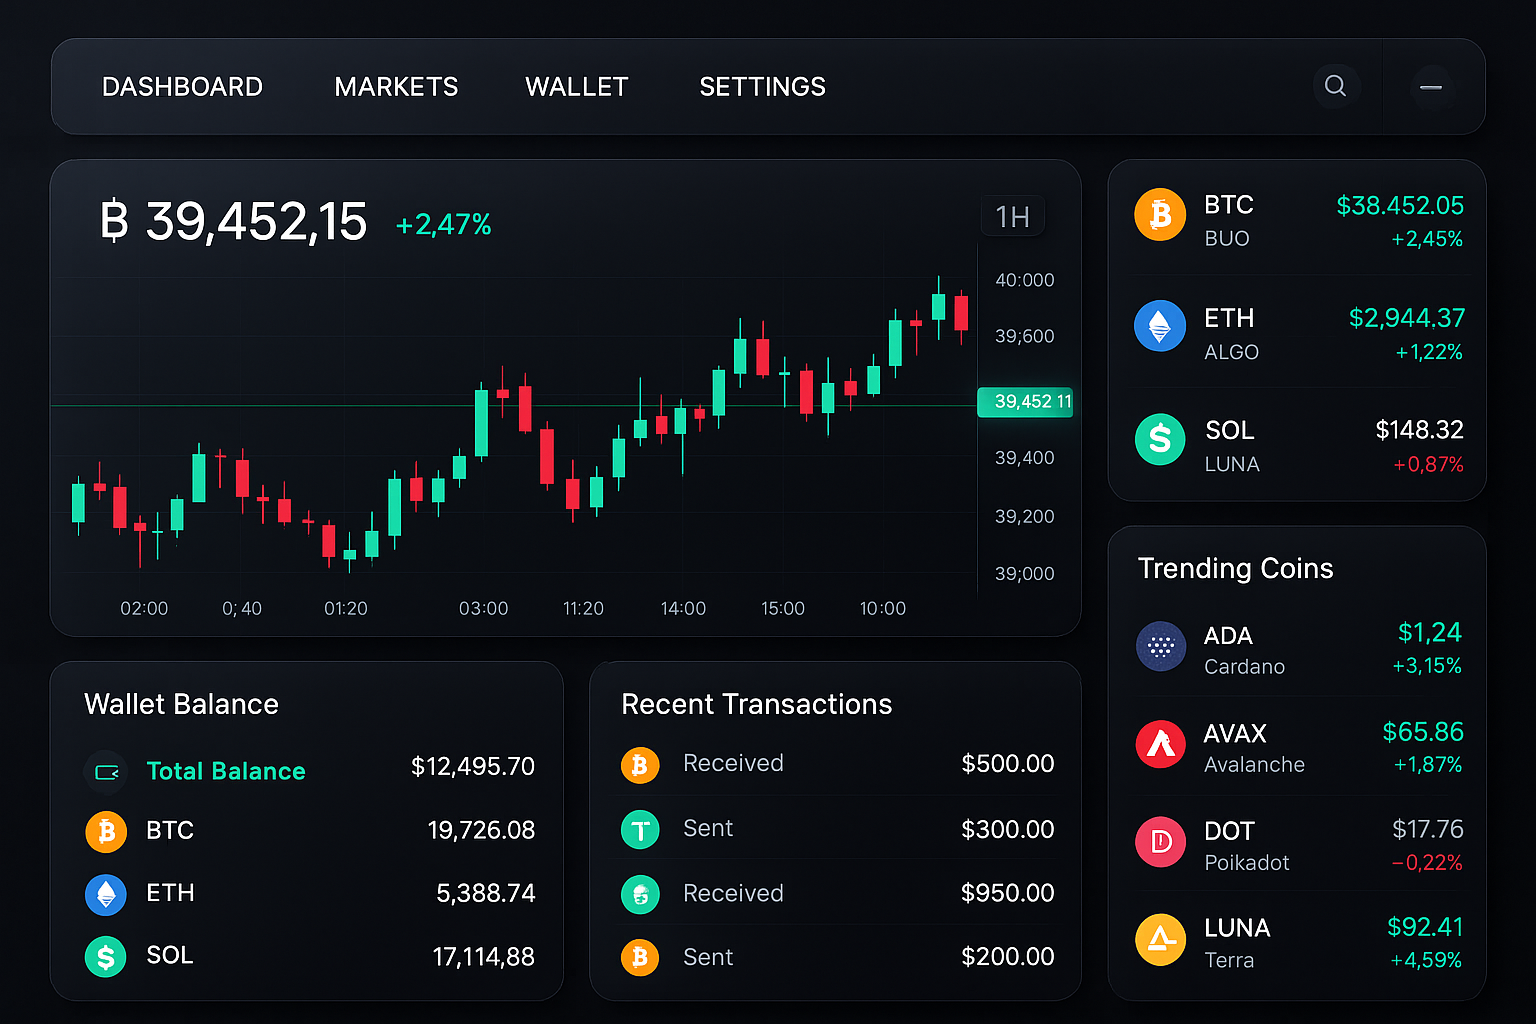 DASHBOARD MARKETS WALLET SETTINGS
₿ 39,452,15 +2,47%
1H
40:000
39;600
39,452 11
39,400
39,200
39;000
02:00 0;40 01:20 03:00 11:20 14:00 15:00 10:00
BTC $38.452.05
BUO +2,45%
ETH $2,944.37
ALGO +1,22%
SOL $148.32
LUNA +0,87%
Trending Coins
ADA $1,24
Cardano +3,15%
AVAX $65.86
Avalanche +1,87%
DOT $17.76
Poikadot −0,22%
LUNA $92.41
Terra +4,59%
Wallet Balance
Total Balance $12,495.70
BTC 19,726.08
ETH 5,388.74
SOL 17,114,88
Recent Transactions
Received $500.00
Sent $300.00
Received $950.00
Sent $200.00